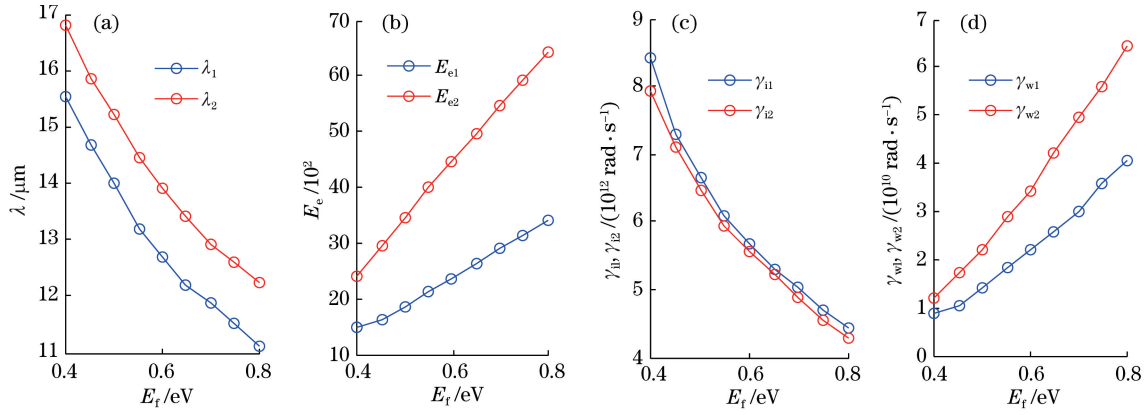 (a)
λ₁
λ₂
17
16
15
14
13
12
11
λ /μm
0.4
0.6
0.8
E_f /eV
(b)
E_e1
E_e2
70
60
50
40
30
20
10
E_e /10²
0.4
0.6
0.8
E_f /eV
(c)
γ_i1
γ_i2
9
8
7
6
5
4
γ_i1, γ_i2 /(10¹² rad · s⁻¹)
0.4
0.6
0.8
E_f /eV
(d)
γ_w1
γ_w2
7
6
5
4
3
2
1
0
γ_w1, γ_w2 /(10¹⁰ rad · s⁻¹)
0.4
0.6
0.8
E_f /eV